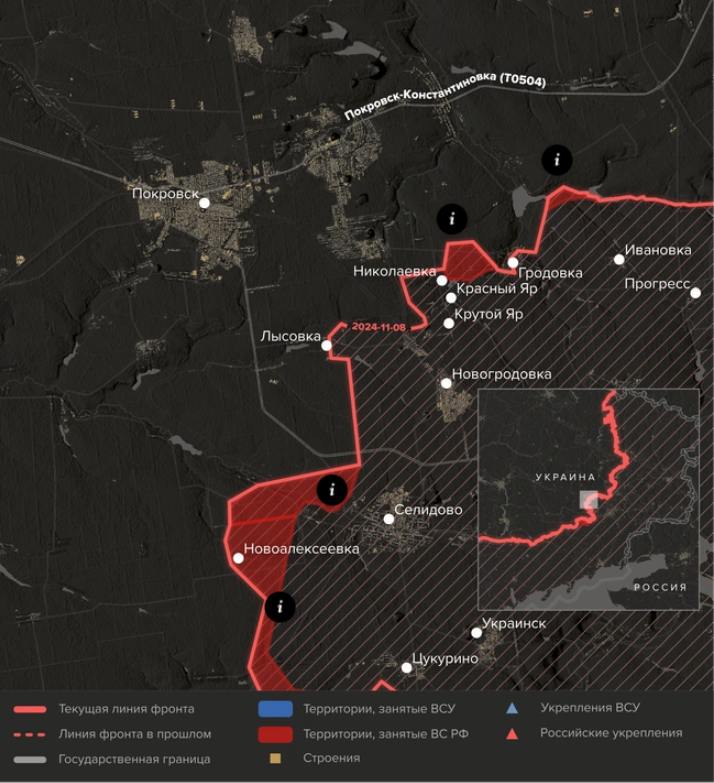 Покровск-Константиновка (Т0504)
i
Покровск
i
Ивановка
Николаевка
Гродовка
Прогресс
Красный Яр
Крутой Яр
2024-11-08
Лысовка
Новогродовка
УКРАИНА
i
Селидово
Новоалексеевка
РОССИЯ
i
Украинск
Цукурино
Текущая линия фронта
Территории, занятые ВСУ
Укрепления ВСУ
Линия фронта в прошлом
Территории, занятые ВС РФ
Российские укрепления
Государственная граница
Строения